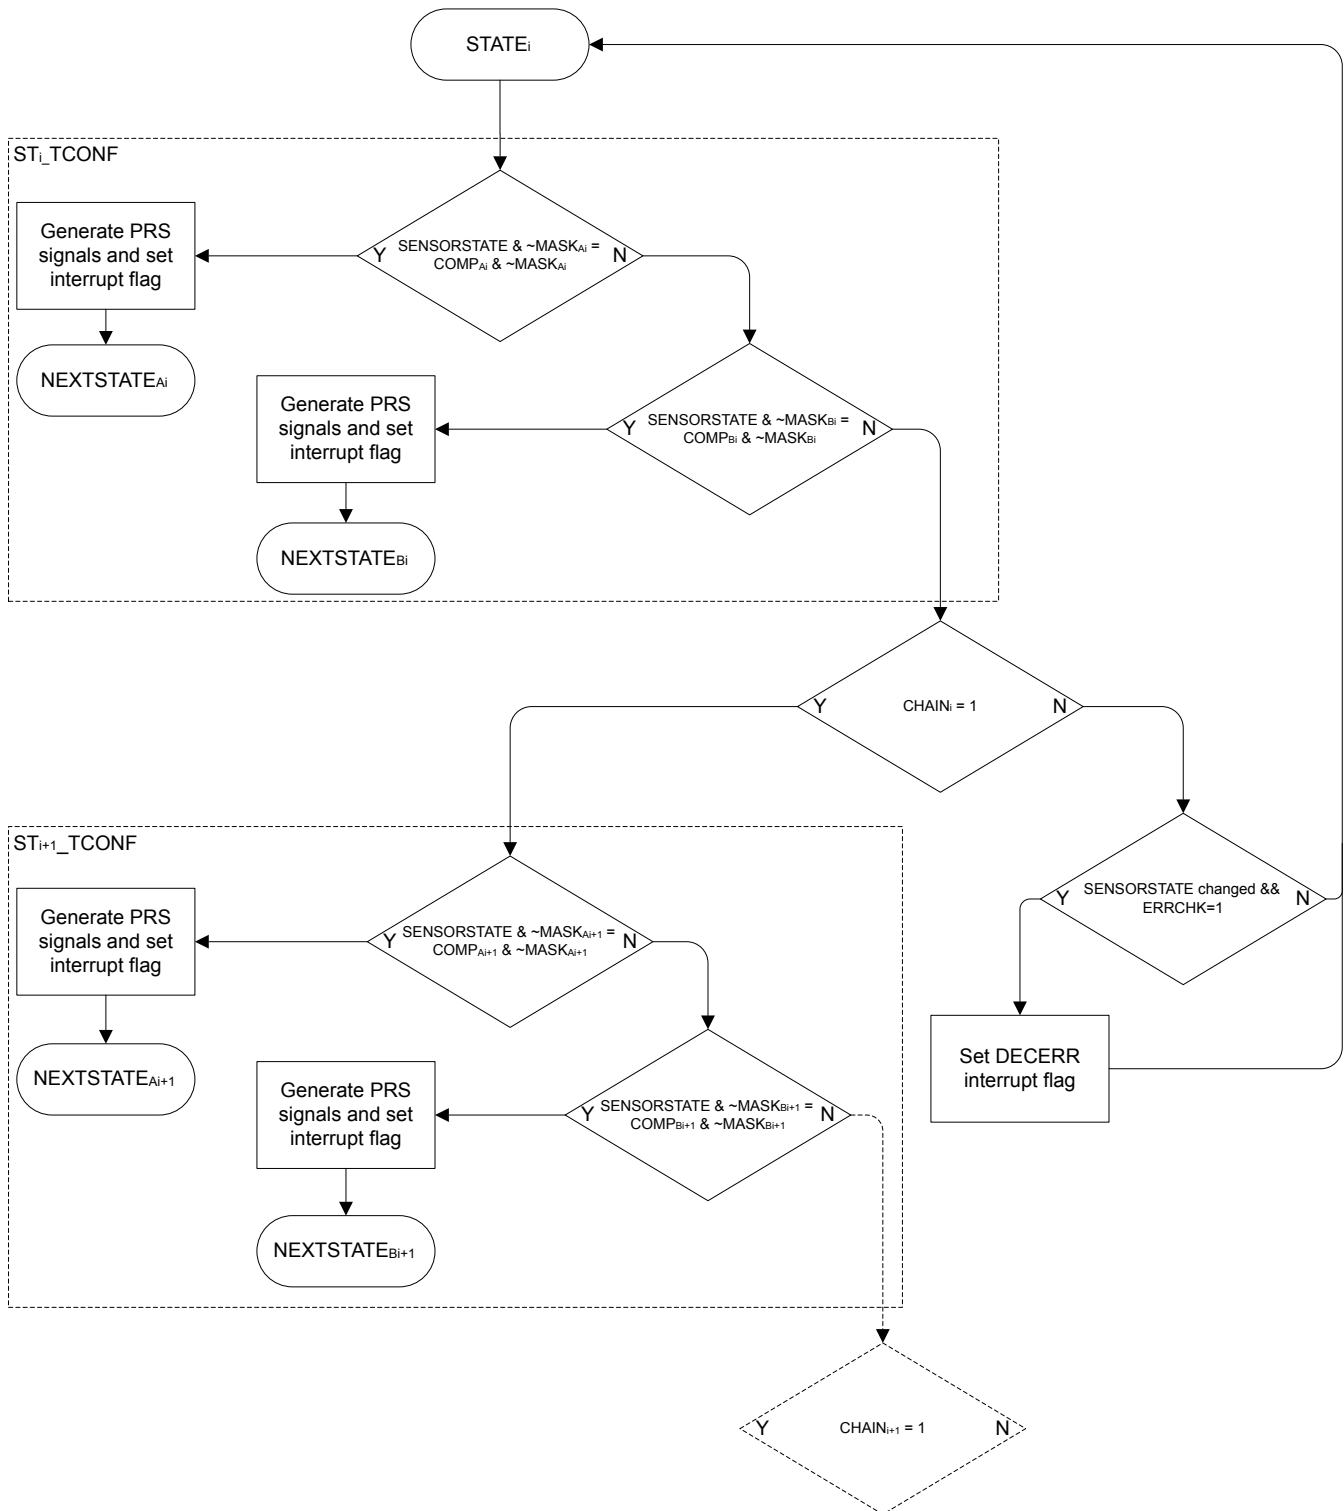 STATEi
STi_TCONF
Generate PRS
signals and set
interrupt flag
Y
SENSORSTATE & ~MASKAi =
COMPAi & ~MASKAi
N
NEXTSTATEAi
Generate PRS
signals and set
interrupt flag
Y
SENSORSTATE & ~MASKBi =
COMPBi & ~MASKBi
N
NEXTSTATEBi
Y
CHAINi = 1
N
STi+1_TCONF
Generate PRS
signals and set
interrupt flag
Y
SENSORSTATE & ~MASKAi+1 =
COMPAi+1 & ~MASKAi+1
N
Y
SENSORSTATE changed &&
ERRCHK=1
N
Set DECERR
interrupt flag
NEXTSTATEAi+1
Generate PRS
signals and set
interrupt flag
Y
SENSORSTATE & ~MASKBi+1 =
COMPBi+1 & ~MASKBi+1
N
NEXTSTATEBi+1
Y
CHAINi+1 = 1
N